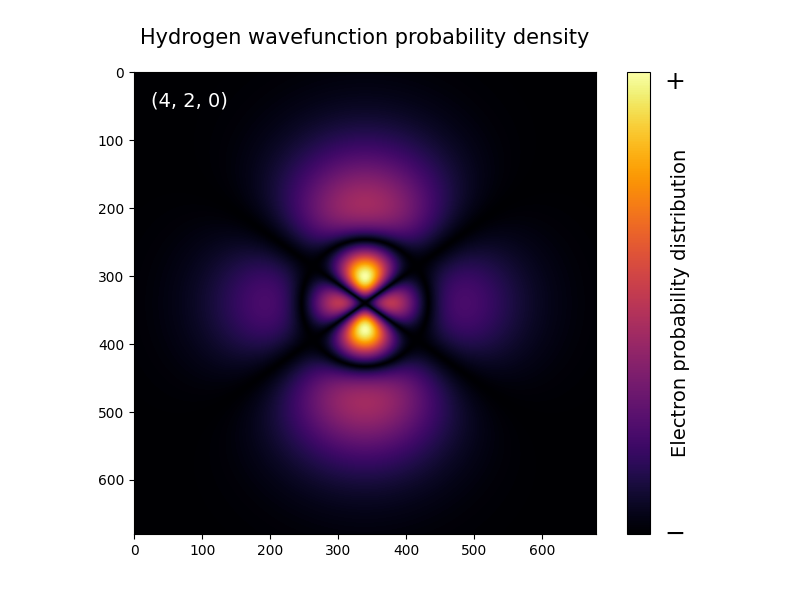 Hydrogen wavefunction probability density
(4, 2, 0)
0
100
200
300
400
500
600
0 100 200 300 400 500 600
+
Electron probability distribution
−